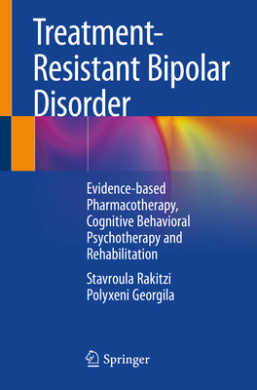 Treatment-
Resistant Bipolar
Disorder
Evidence-based
Pharmacotherapy,
Cognitive Behavioral
Psychotherapy and
Rehabilitation
Stavroula Rakitzi
Polyxeni Georgila
Springer